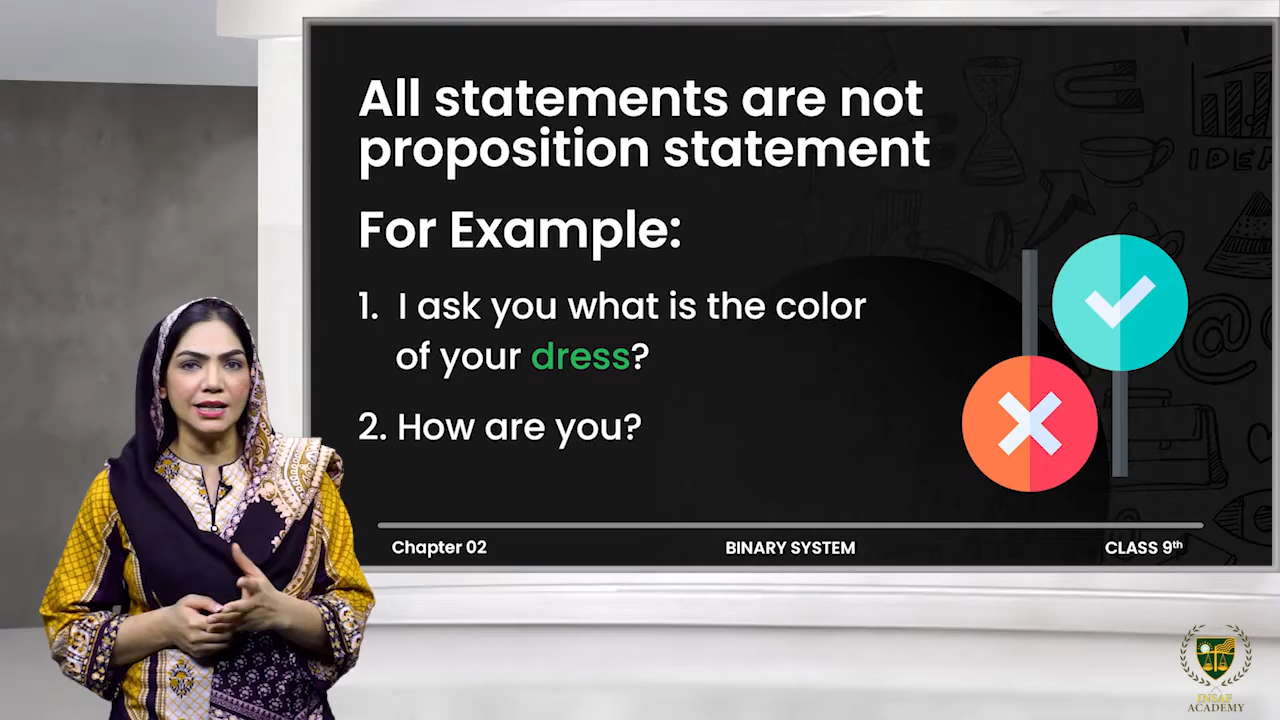 All statements are not
proposition statement
For Example:
1. I ask you what is the color
of your dress?
2. How are you?
Chapter 02
BINARY SYSTEM
CLASS 9th
IDEA
INSAF
ACADEMY